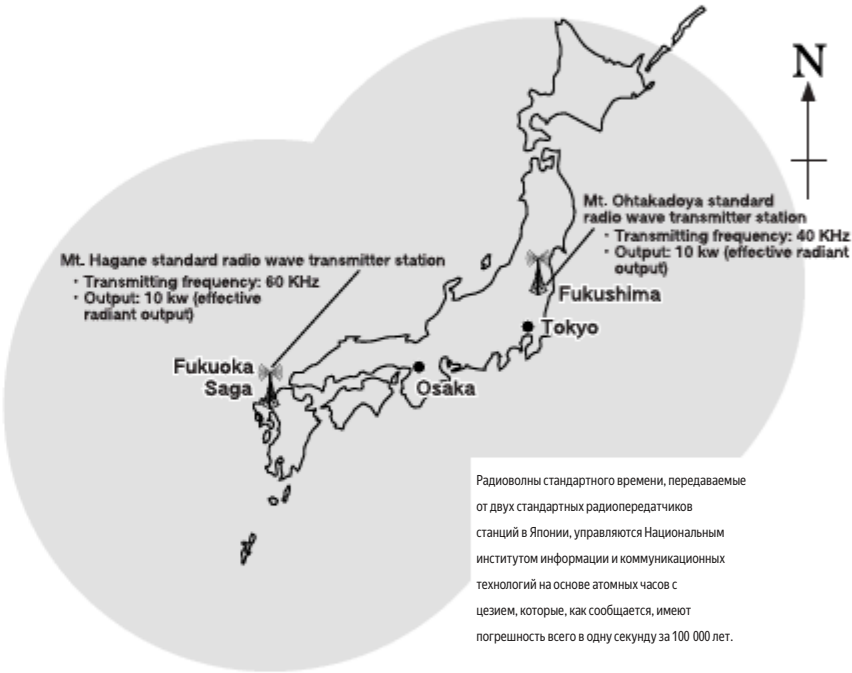 N
Mt. Ohtakadoya standard
radio wave transmitter station
・Transmitting frequency: 40 KHz
・Output: 10 kw (effective radiant
output)
Mt. Hagane standard radio wave transmitter station
・Transmitting frequency: 60 KHz
・Output: 10 kw (effective
radiant output)
Fukushima
Tokyo
Fukuoka
Saga
Osaka
Радиоволны стандартного времени, передаваемые
от двух стандартных радиопередатчиков
станций в Японии, управляются Национальным
институтом информации и коммуникационных
технологий на основе атомных часов с
цезием, которые, как сообщается, имеют
погрешность всего в одну секунду за 100 000 лет.